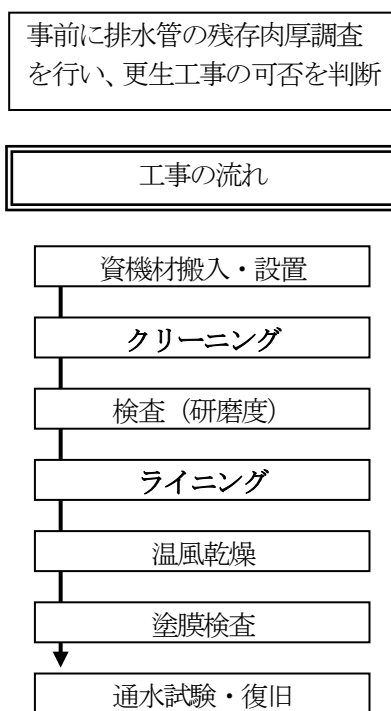 事前に排水管の残存肉厚調査
を行い、更生工事の可否を判断
工事の流れ
資機材搬入・設置
クリーニング
検査（研磨度）
ライニング
温風乾燥
塗膜検査
通水試験・復旧